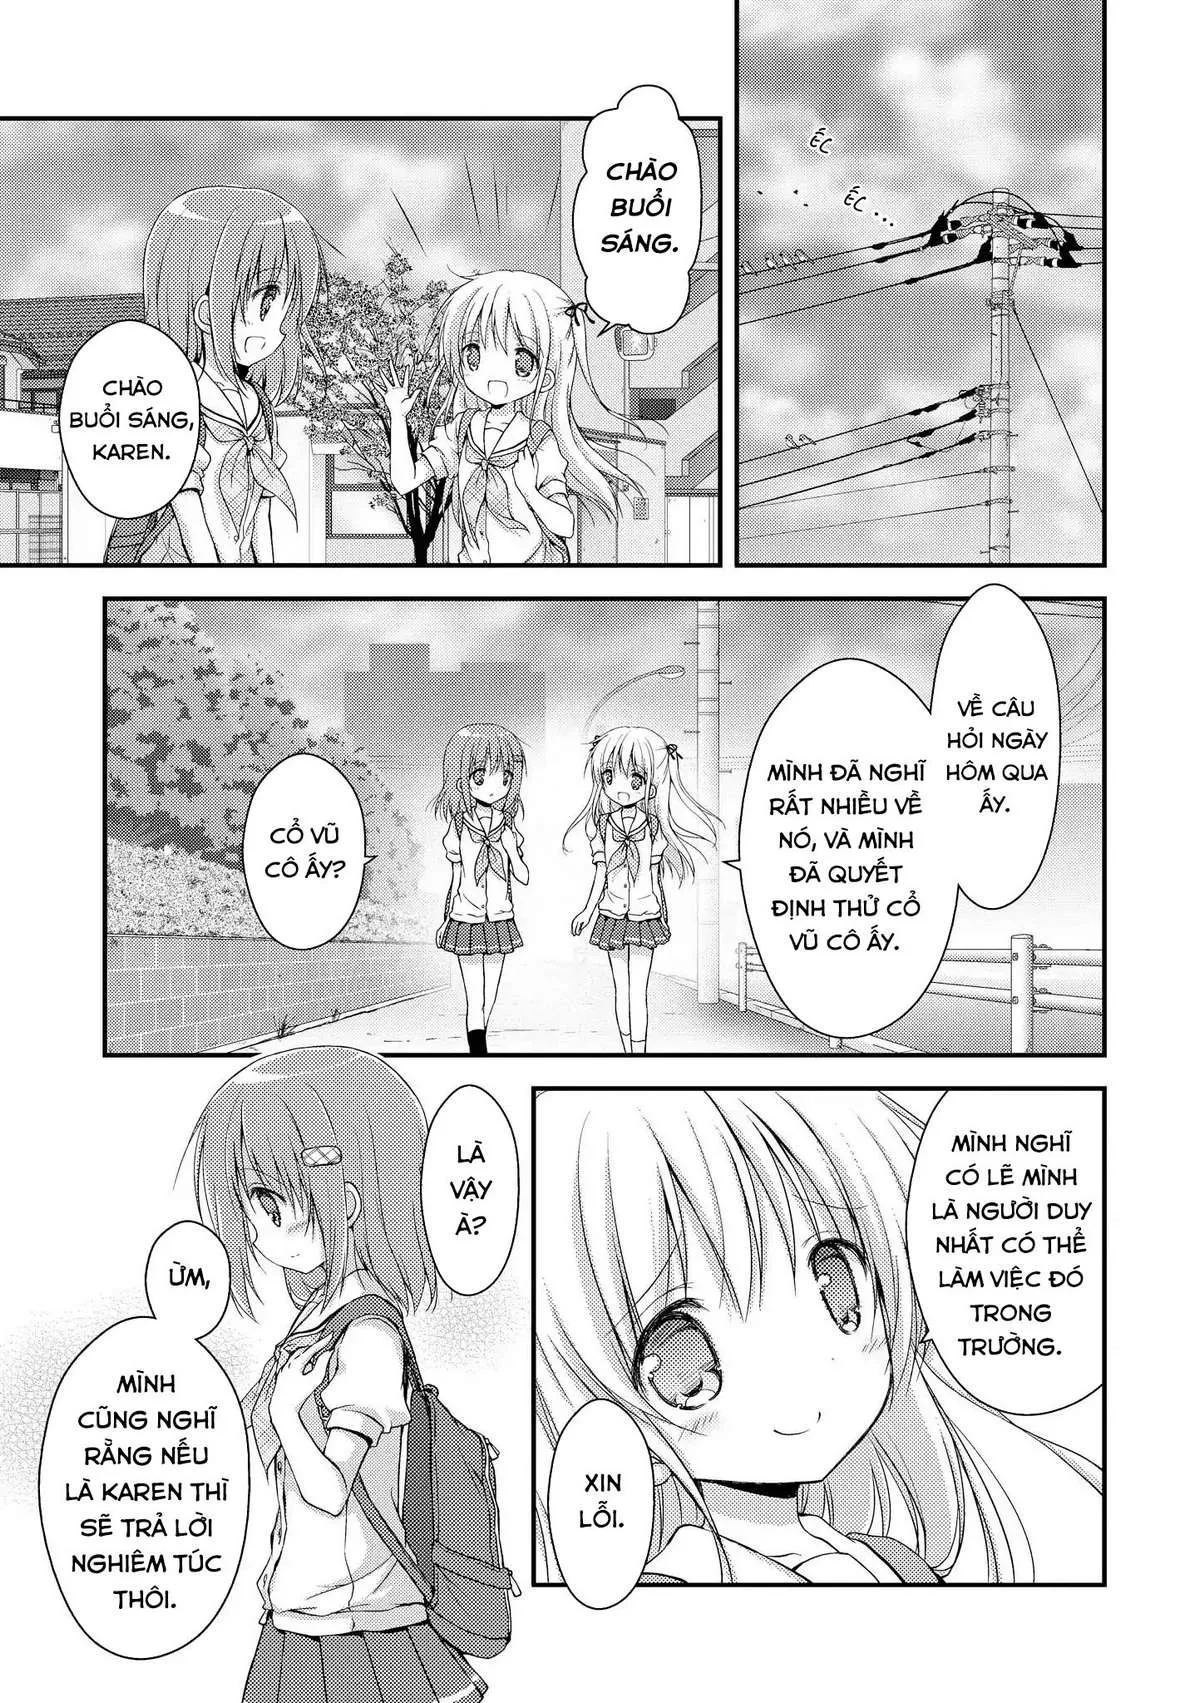 ẾC
ẾC ...
CHÀO
BUỔI
SÁNG.
CHÀO
BUỔI SÁNG,
KAREN.
VỀ CÂU
HỎI NGÀY
HÔM QUA
ẤY.
MÌNH ĐÃ NGHĨ
RẤT NHIỀU VỀ
NÓ, VÀ MÌNH
ĐÃ QUYẾT
ĐỊNH THỬ CỔ
VŨ CÔ ẤY.
CỔ VŨ
CÔ ẤY?
MÌNH NGHĨ
CÓ LẼ MÌNH
LÀ NGƯỜI DUY
NHẤT CÓ THỂ
LÀM VIỆC ĐÓ
TRONG
TRƯỜNG.
XIN
LỖI.
LÀ
VẬY
À?
ỪM,
MÌNH
CŨNG NGHĨ
RẰNG NẾU
LÀ KAREN THÌ
SẼ TRẢ LỜI
NGHIÊM TÚC
THÔI.